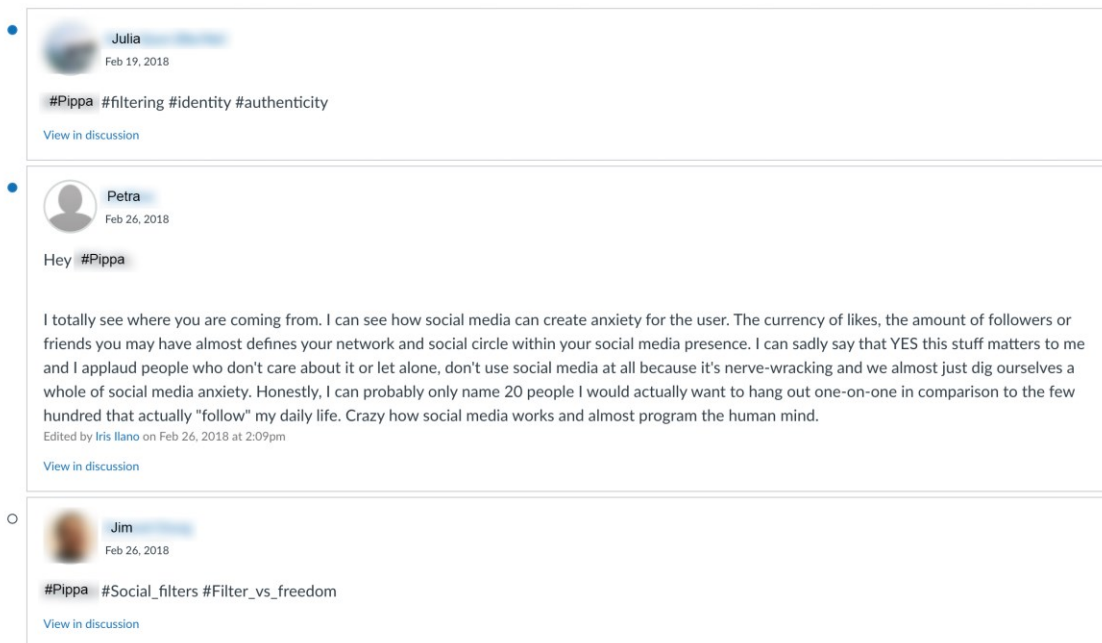 Julia
Feb 19, 2018
#Pippa #filtering #identity #authenticity
View in discussion
Petra
Feb 26, 2018
Hey #Pippa
I totally see where you are coming from. I can see how social media can create anxiety for the user. The currency of likes, the amount of followers or
friends you may have almost defines your network and social circle within your social media presence. I can sadly say that YES this stuff matters to me
and I applaud people who don't care about it or let alone, don't use social media at all because it's nerve-wracking and we almost just dig ourselves a
whole of social media anxiety. Honestly, I can probably only name 20 people I would actually want to hang out one-on-one in comparison to the few
hundred that actually "follow" my daily life. Crazy how social media works and almost program the human mind.
Edited by Iris Ilano on Feb 26, 2018 at 2:09pm
View in discussion
Jim
Feb 26, 2018
#Pippa #Social_filters #Filter_vs_freedom
View in discussion